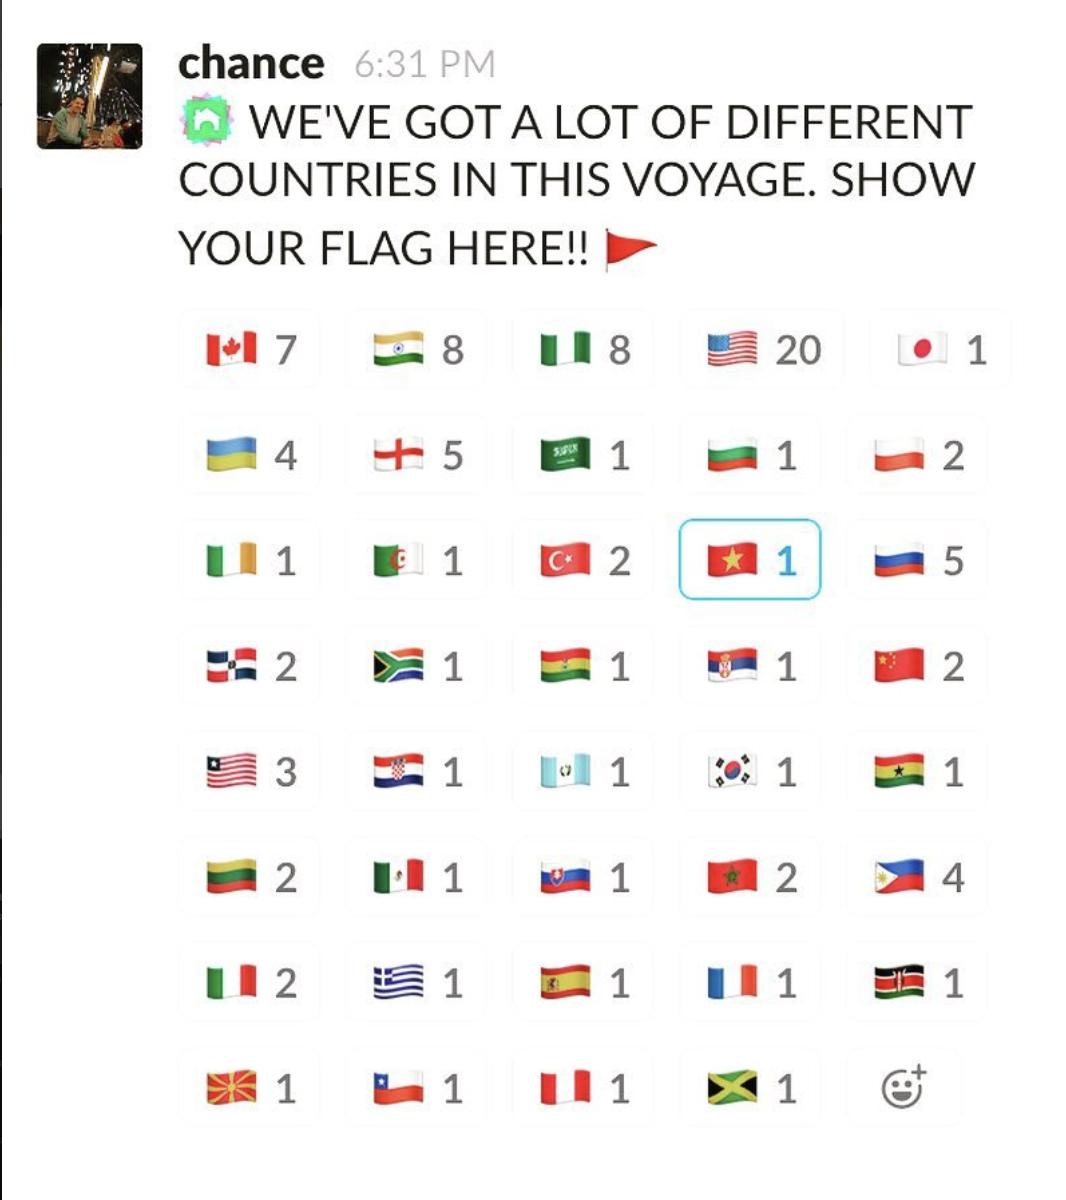 chance 6:31 PM
WE'VE GOT A LOT OF DIFFERENT
COUNTRIES IN THIS VOYAGE. SHOW
YOUR FLAG HERE!!
7 8 8 20 1
4 5 1 1 2
1 1 2 1 5
2 1 1 1 2
3 1 1 1 1
2 1 1 2 4
2 1 1 1 1
1 1 1 1